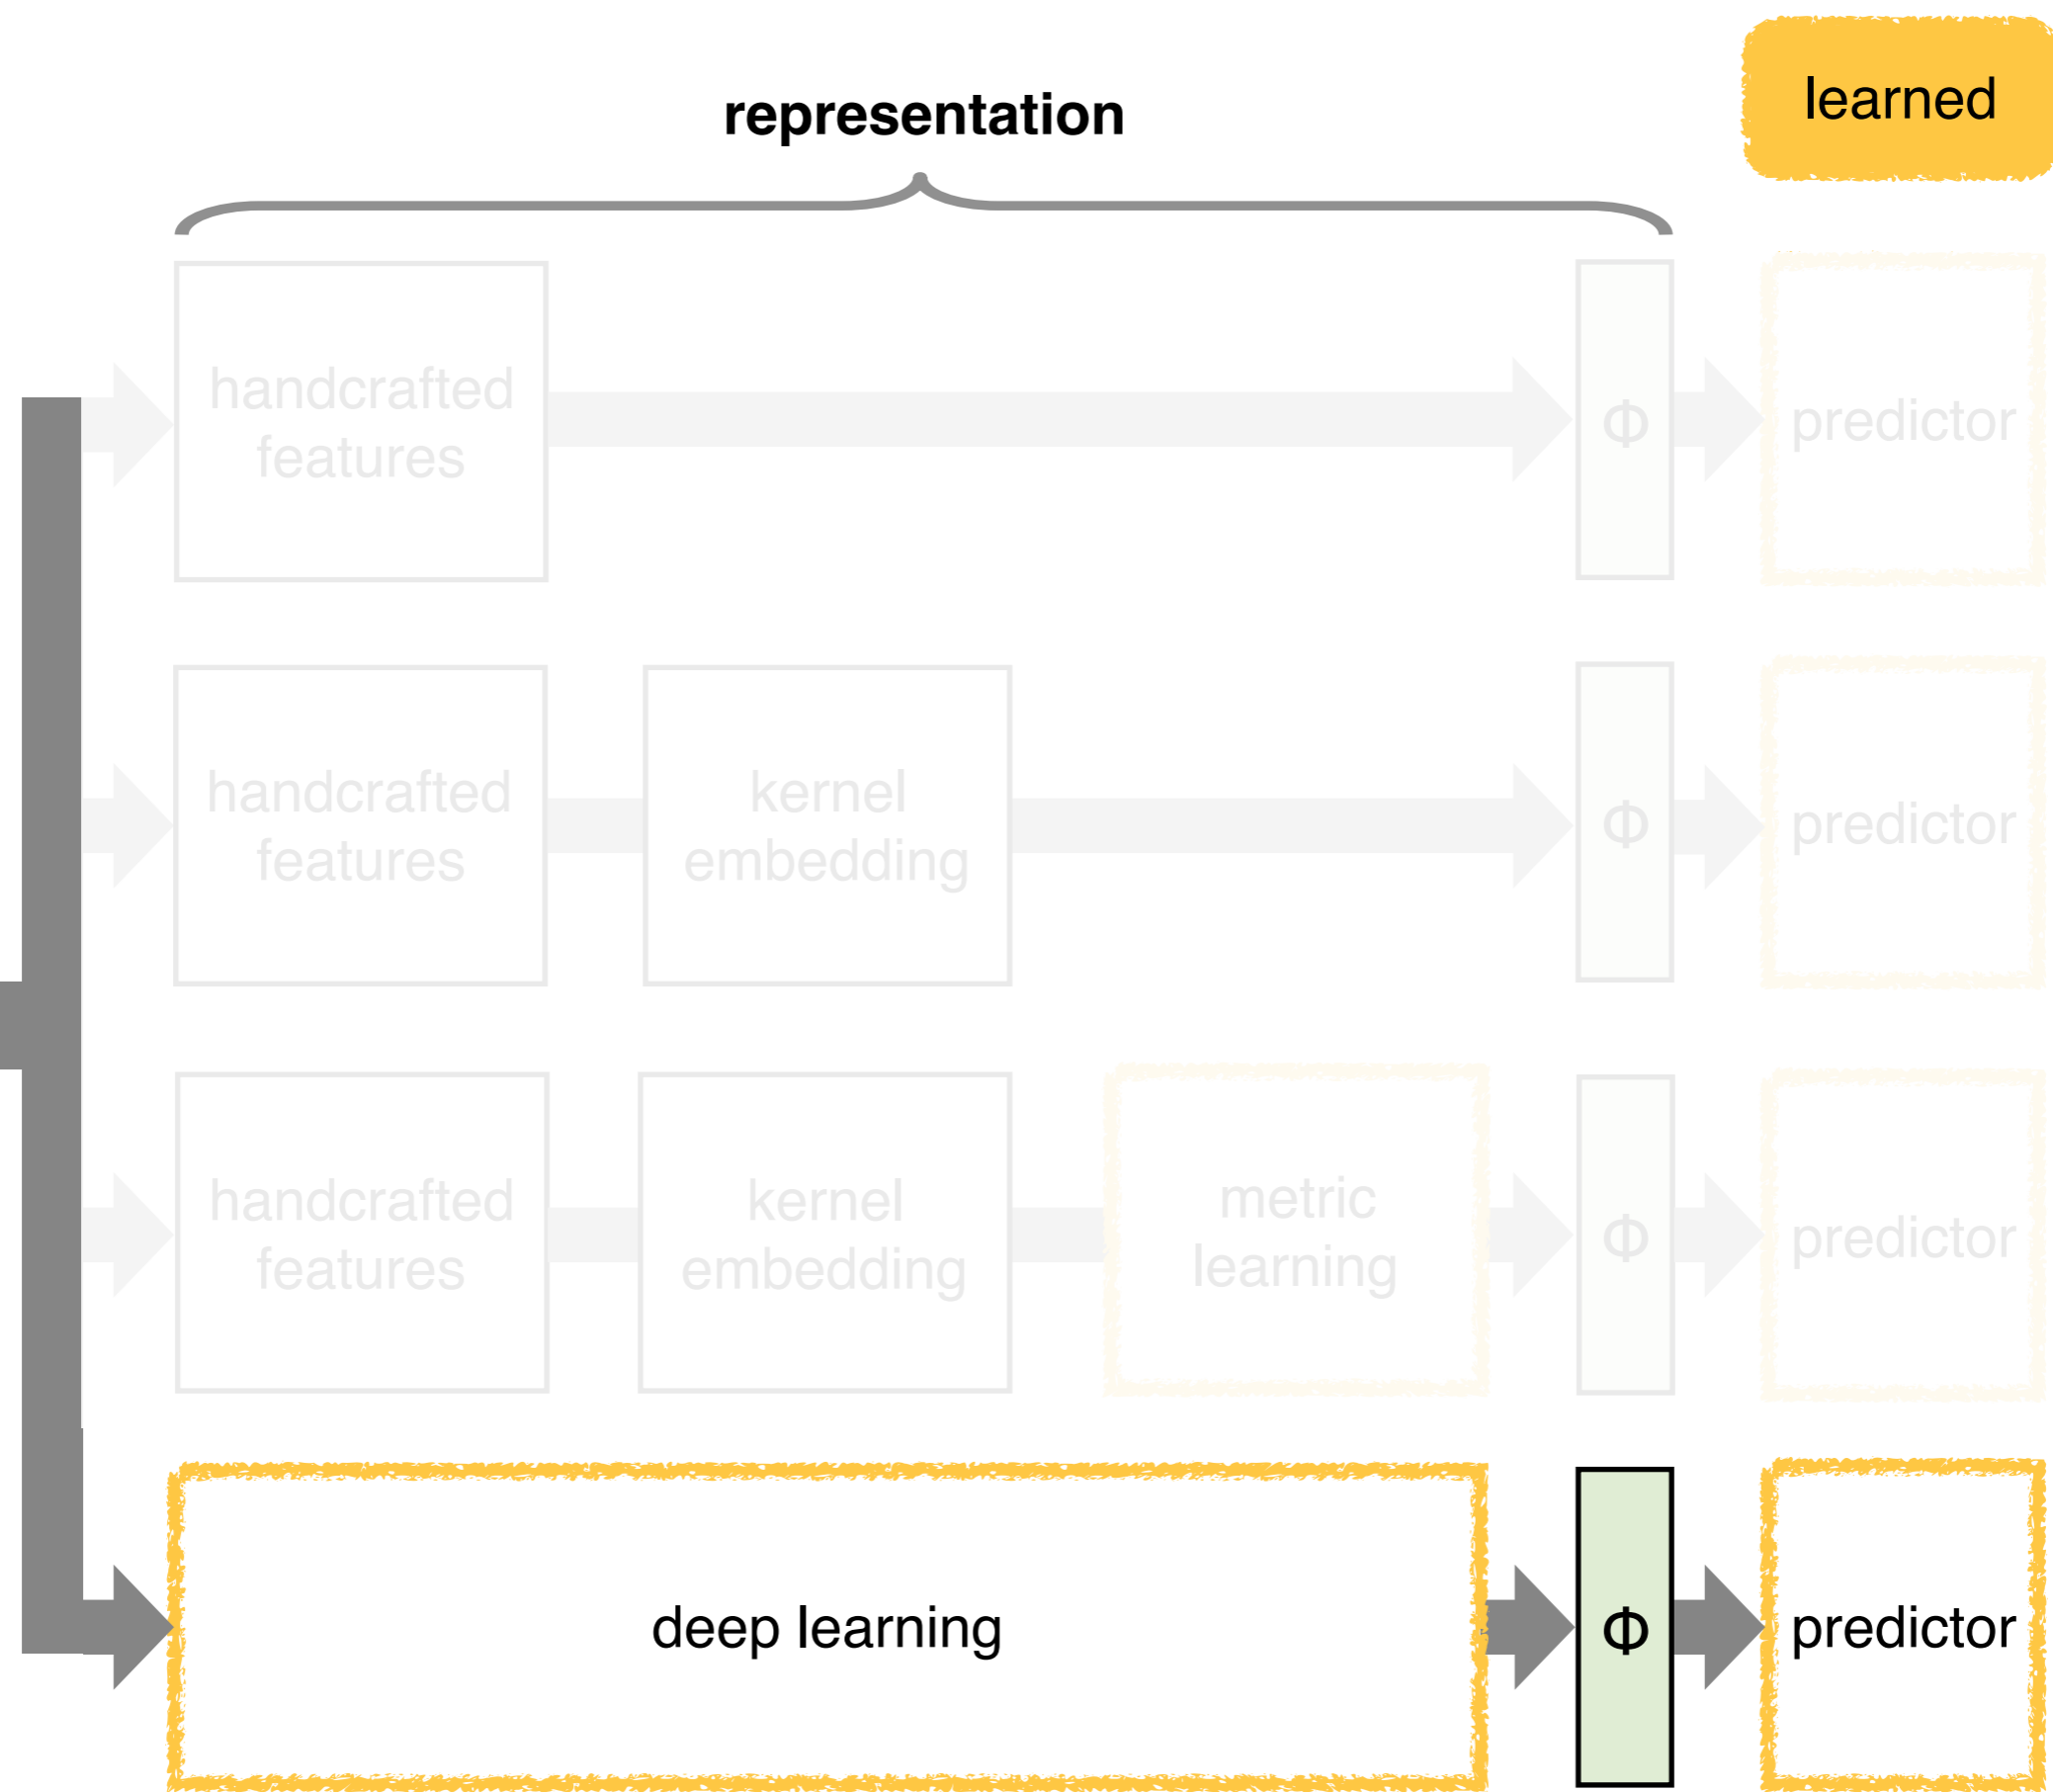 learned
representation
handcrafted
features
Φ
predictor
handcrafted
features
kernel
embedding
Φ
predictor
handcrafted
features
kernel
embedding
metric
learning
Φ
predictor
deep learning
Φ
predictor